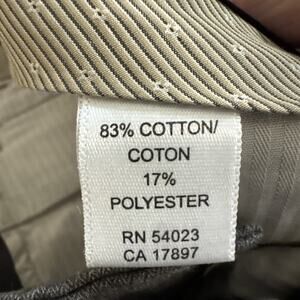 83% COTTON/
COTON
17%
POLYESTER
RN 54023
CA 17897